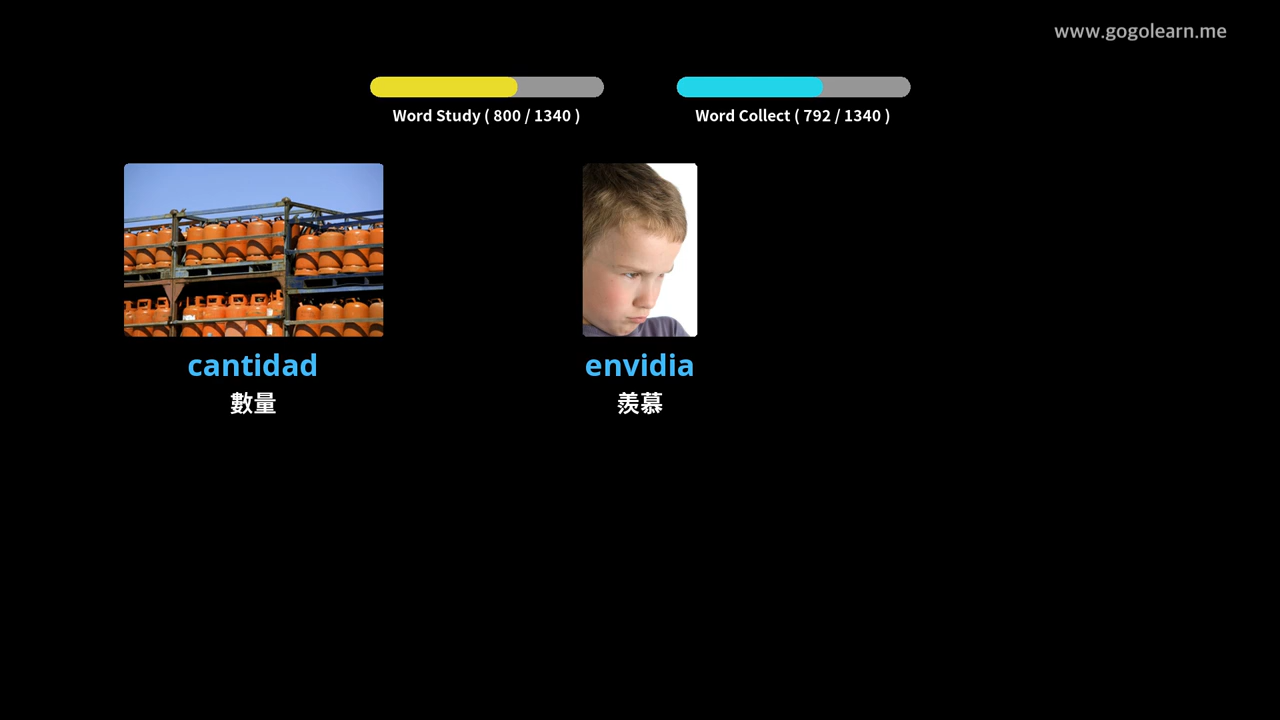 www.gogolearn.me
Word Study ( 800 / 1340 )
Word Collect ( 792 / 1340 )
cantidad
數量
envidia
羨慕